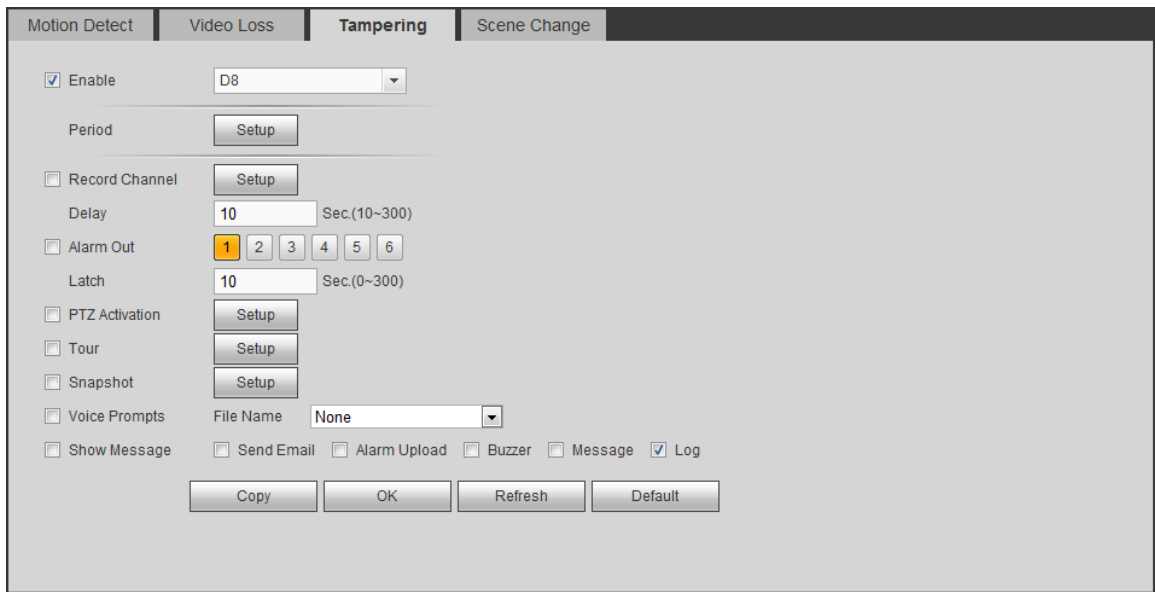 Motion Detect Video Loss Tampering Scene Change
Enable D8
Period Setup
Record Channel Setup
Delay 10 Sec.(10~300)
Alarm Out 1 2 3 4 5 6
Latch 10 Sec.(0~300)
PTZ Activation Setup
Tour Setup
Snapshot Setup
Voice Prompts File Name None
Show Message Send Email Alarm Upload Buzzer Message Log
Copy OK Refresh Default